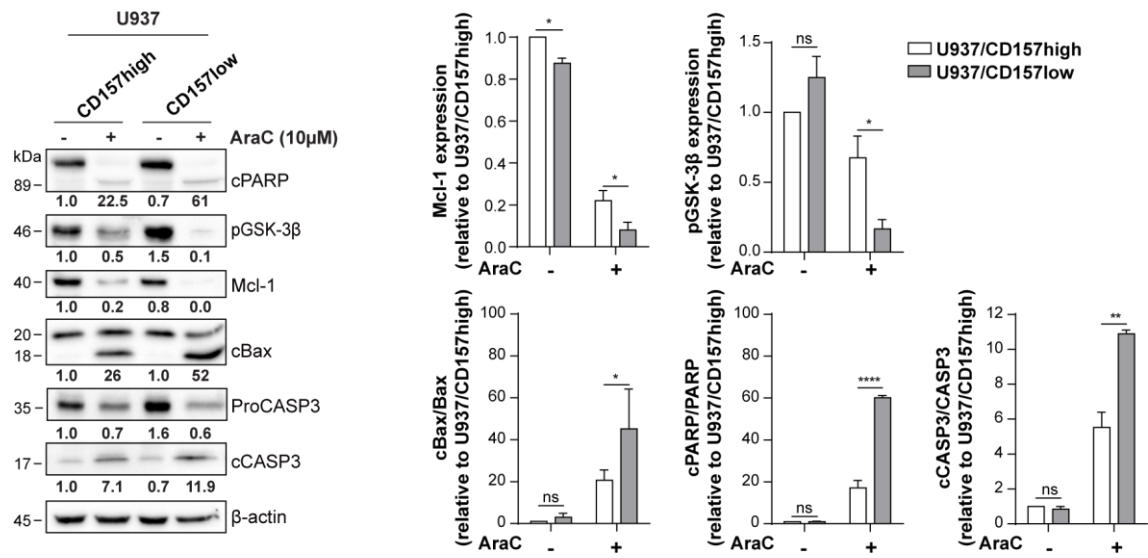 U937
CD157high CD157low
- + - + AraC (10µM)
kDa
89 cPARP
1.0 22.5 0.7 61
46 pGSK-3β
1.0 0.5 1.5 0.1
40 Mcl-1
1.0 0.2 0.8 0.0
20
18 cBax
1.0 26 1.0 52
35 ProCASP3
1.0 0.7 1.6 0.6
17 cCASP3
1.0 7.1 0.7 11.9
45 β-actin
Mcl-1 expression
(relative to U937/CD157high)
1.0
0.8
0.6
0.4
0.2
0.0
* *
AraC - +
pGSK-3β expression
(relative to U937/CD157hgih)
1.5
1.0
0.5
0.0
ns *
AraC - +
U937/CD157high
U937/CD157low
cBax/Bax
(relative to U937/CD157high)
100
80
60
40
20
0
ns *
AraC - +
cPARP/PARP
(relative to U937/CD157high)
100
80
60
40
20
0
ns ****
AraC - +
cCASP3/CASP3
(relative to U937/CD157high)
12
10
8
6
4
2
0
ns **
AraC - +